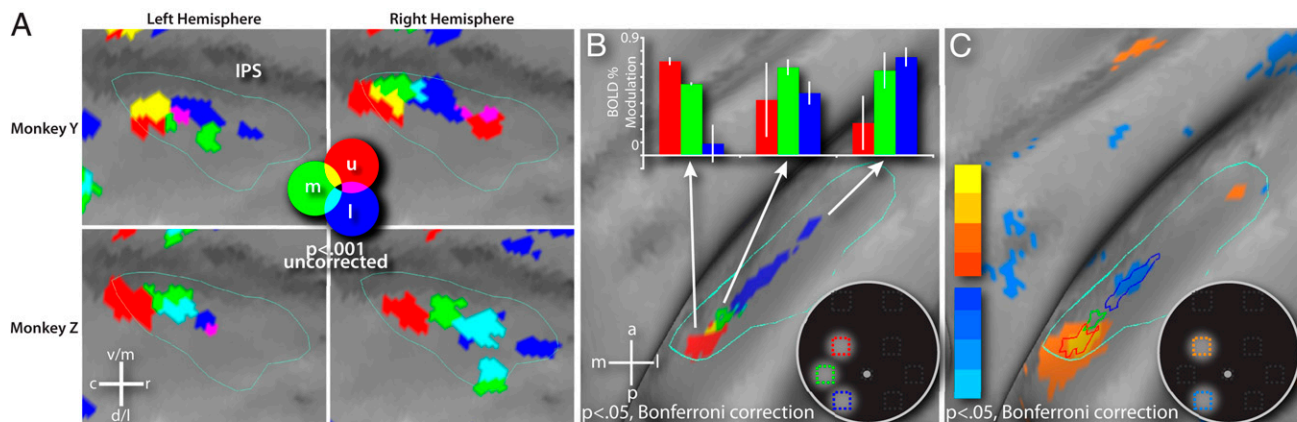 A
Left Hemisphere
Right Hemisphere
IPS
Monkey Y
u
m
l
p<.001
uncorrected
Monkey Z
v/m
c
r
d/l
B
0.9
BOLD %
Modulation
0
a
m
l
p
p<.05, Bonferroni correction
C
p<.05, Bonferroni correction